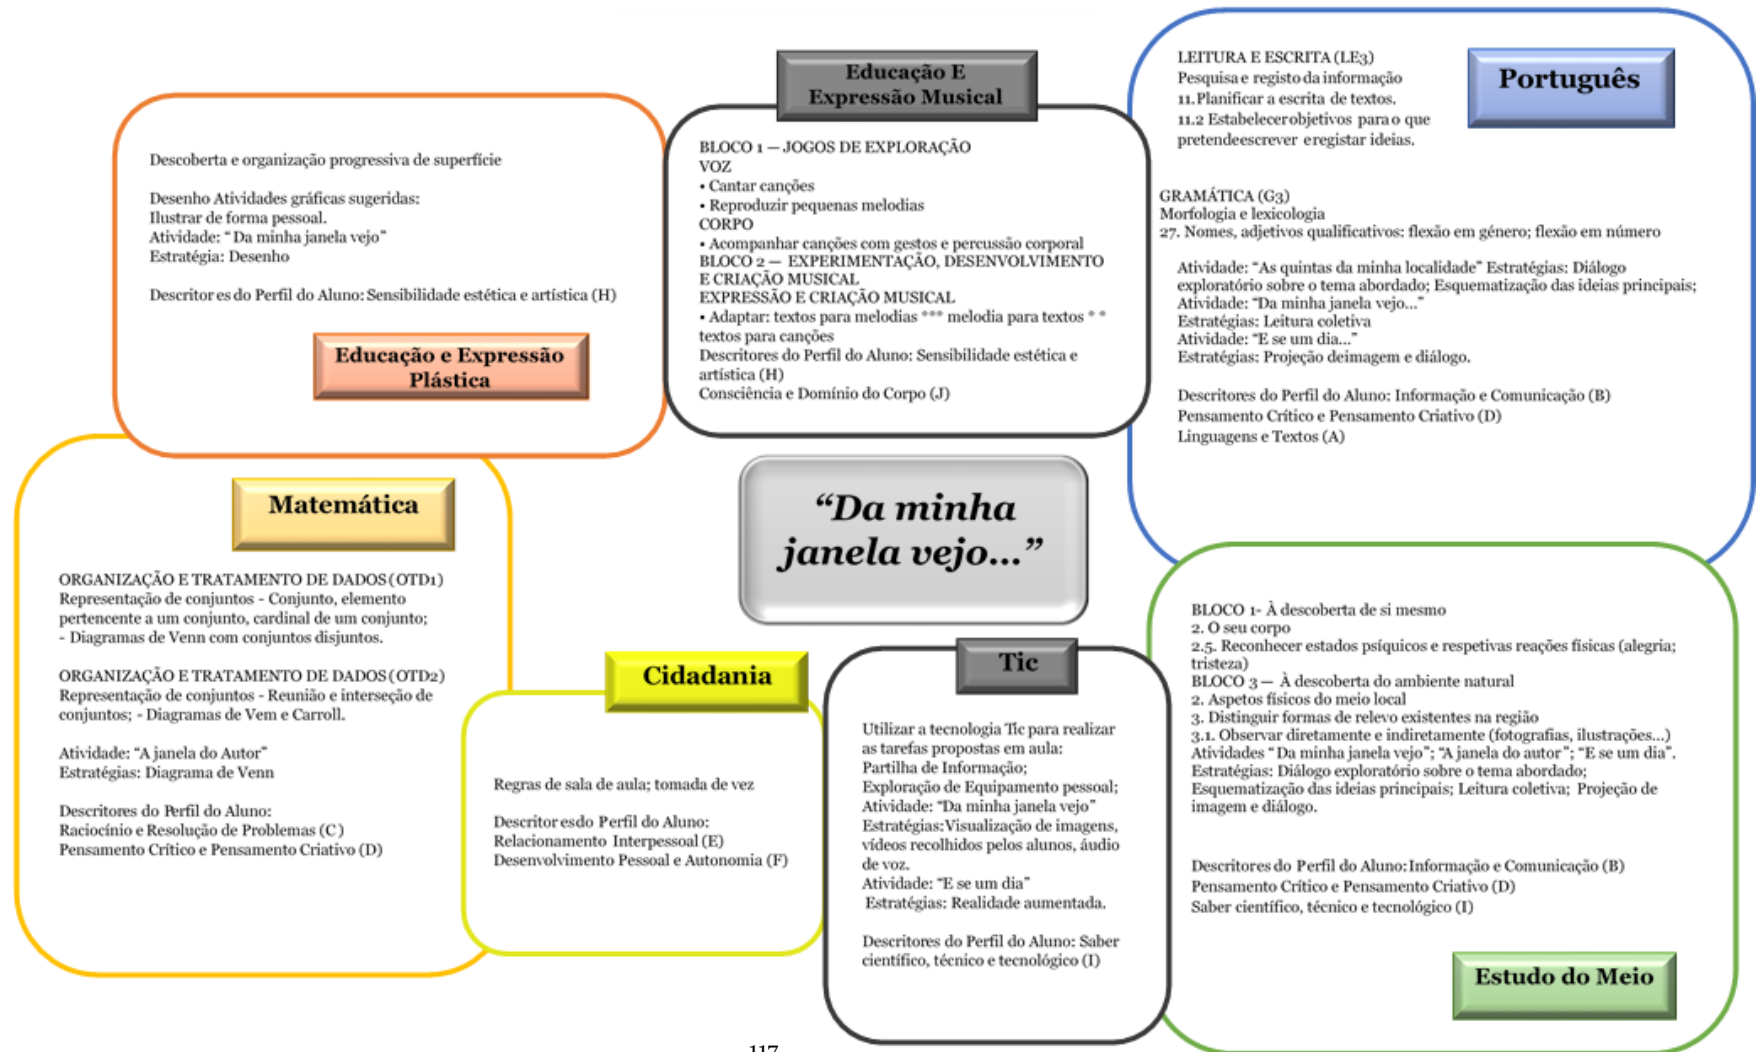 Educação E
Expressão Musical
BLOCO 1 — JOGOS DE EXPLORAÇÃO
VOZ
• Cantar canções
• Reproduzir pequenas melodias
CORPO
• Acompanhar canções com gestos e percussão corporal
BLOCO 2 — EXPERIMENTAÇÃO, DESENVOLVIMENTO
E CRIAÇÃO MUSICAL
EXPRESSÃO E CRIAÇÃO MUSICAL
• Adaptar: textos para melodias *** melodia para textos * *
textos para canções
Descritores do Perfil do Aluno: Sensibilidade estética e
artística (H)
Consciência e Domínio do Corpo (J)
Português
LEITURA E ESCRITA (LE3)
Pesquisa e registo da informação
11.Planificar a escrita de textos.
11.2 Estabelecerobjetivos para o que
pretendeescrever eregistar ideias.
GRAMÁTICA (G3)
Morfologia e lexicologia
27. Nomes, adjetivos qualificativos: flexão em género; flexão em número
Atividade: “As quintas da minha localidade” Estratégias: Diálogo
exploratório sobre o tema abordado; Esquematização das ideias principais;
Atividade: “Da minha janela vejo...”
Estratégias: Leitura coletiva
Atividade: “E se um dia...”
Estratégias: Projeção deimagem e diálogo.
Descritores do Perfil do Aluno: Informação e Comunicação (B)
Pensamento Crítico e Pensamento Criativo (D)
Linguagens e Textos (A)
Descoberta e organização progressiva de superfície
Desenho Atividades gráficas sugeridas:
Ilustrar de forma pessoal.
Atividade: “ Da minha janela vejo”
Estratégia: Desenho
Descritor es do Perfil do Aluno: Sensibilidade estética e artística (H)
Educação e Expressão
Plástica
“Da minha
janela vejo...”
Matemática
ORGANIZAÇÃO E TRATAMENTO DE DADOS (OTD1)
Representação de conjuntos - Conjunto, elemento
pertencente a um conjunto, cardinal de um conjunto;
- Diagramas de Venn com conjuntos disjuntos.
ORGANIZAÇÃO E TRATAMENTO DE DADOS (OTD2)
Representação de conjuntos - Reunião e interseção de
conjuntos; - Diagramas de Vem e Carroll.
Atividade: “A janela do Autor”
Estratégias: Diagrama de Venn
Descritores do Perfil do Aluno:
Raciocínio e Resolução de Problemas (C)
Pensamento Crítico e Pensamento Criativo (D)
Cidadania
Regras de sala de aula; tomada de vez
Descritor esdo Perfil do Aluno:
Relacionamento Interpessoal (E)
Desenvolvimento Pessoal e Autonomia (F)
Tic
Utilizar a tecnologia Tic para realizar
as tarefas propostas em aula:
Partilha de Informação;
Exploração de Equipamento pessoal;
Atividade: “Da minha janela vejo”
Estratégias:Visualização de imagens,
vídeos recolhidos pelos alunos, áudio
de voz.
Atividade: “E se um dia”
Estratégias: Realidade aumentada.
Descritores do Perfil do Aluno: Saber
científico, técnico e tecnológico (I)
BLOCO 1- À descoberta de si mesmo
2. O seu corpo
2.5. Reconhecer estados psíquicos e respetivas reações físicas (alegria;
tristeza)
BLOCO 3 — À descoberta do ambiente natural
2. Aspetos físicos do meio local
3. Distinguir formas de relevo existentes na região
3.1. Observar diretamente e indiretamente (fotografias, ilustrações...)
Atividades “Da minha janela vejo”; “A janela do autor”; “E se um dia”.
Estratégias: Diálogo exploratório sobre o tema abordado;
Esquematização das ideias principais; Leitura coletiva; Projeção de
imagem e diálogo.
Descritores do Perfil do Aluno:Informação e Comunicação (B)
Pensamento Crítico e Pensamento Criativo (D)
Saber científico, técnico e tecnológico (I)
Estudo do Meio
117